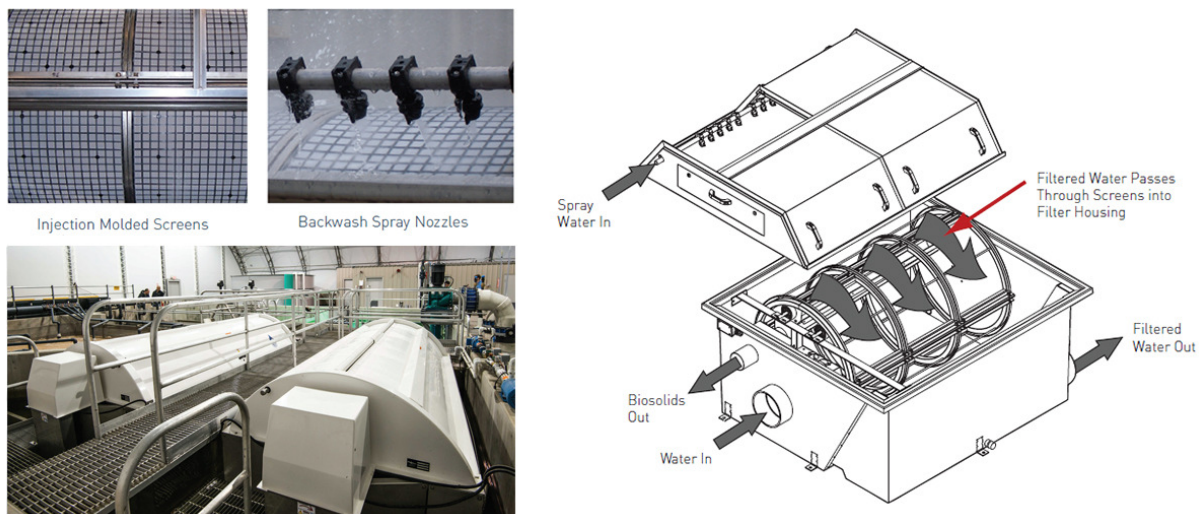 Injection Molded Screens
Backwash Spray Nozzles
Spray
Water In
Filtered Water Passes
Through Screens into
Filter Housing
Filtered
Water Out
Biosolids
Out
Water In